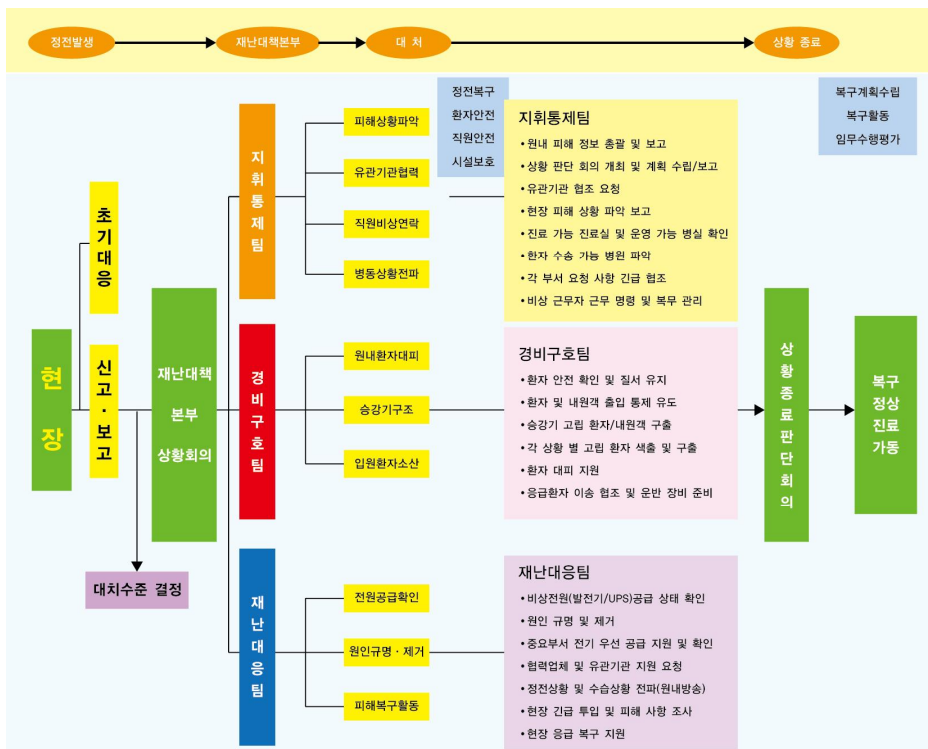 정전발생
재난대책본부
대 처
상황 종료
정전복구
환자안전
직원안전
시설보호
복구계획수립
복구활동
임무수행평가
현장
초기대응
신고·보고
대치수준 결정
재난대책
본부
상황회의
지휘통제팀
피해상황파악
유관기관협력
직원비상연락
병동상황전파
지휘통제팀
•원내 피해 정보 총괄 및 보고
•상황 판단 회의 개최 및 계획 수립/보고
•유관기관 협조 요청
•현장 피해 상황 파악 보고
•진료 가능 진료실 및 운영 가능 병실 확인
•환자 수송 가능 병원 파악
•각 부서 요청 사항 긴급 협조
•비상 근무자 근무 명령 및 복무 관리
경비구호팀
원내환자대피
승강기구조
입원환자소산
경비구호팀
•환자 안전 확인 및 질서 유지
•환자 및 내원객 출입 통제 유도
•승강기 고립 환자/내원객 구출
•각 상황 별 고립 환자 색출 및 구출
•환자 대피 지원
•응급환자 이송 협조 및 운반 장비 준비
재난대응팀
전원공급확인
원인규명·제거
피해복구활동
재난대응팀
•비상전원(발전기/UPS)공급 상태 확인
•원인 규명 및 제거
•중요부서 전기 우선 공급 지원 및 확인
•협력업체 및 유관기관 지원 요청
•정전상황 및 수습상황 전파(원내방송)
•현장 긴급 투입 및 피해 사항 조사
•현장 응급 복구 지원
상황종료판단회의
복구
정상
진료
가동